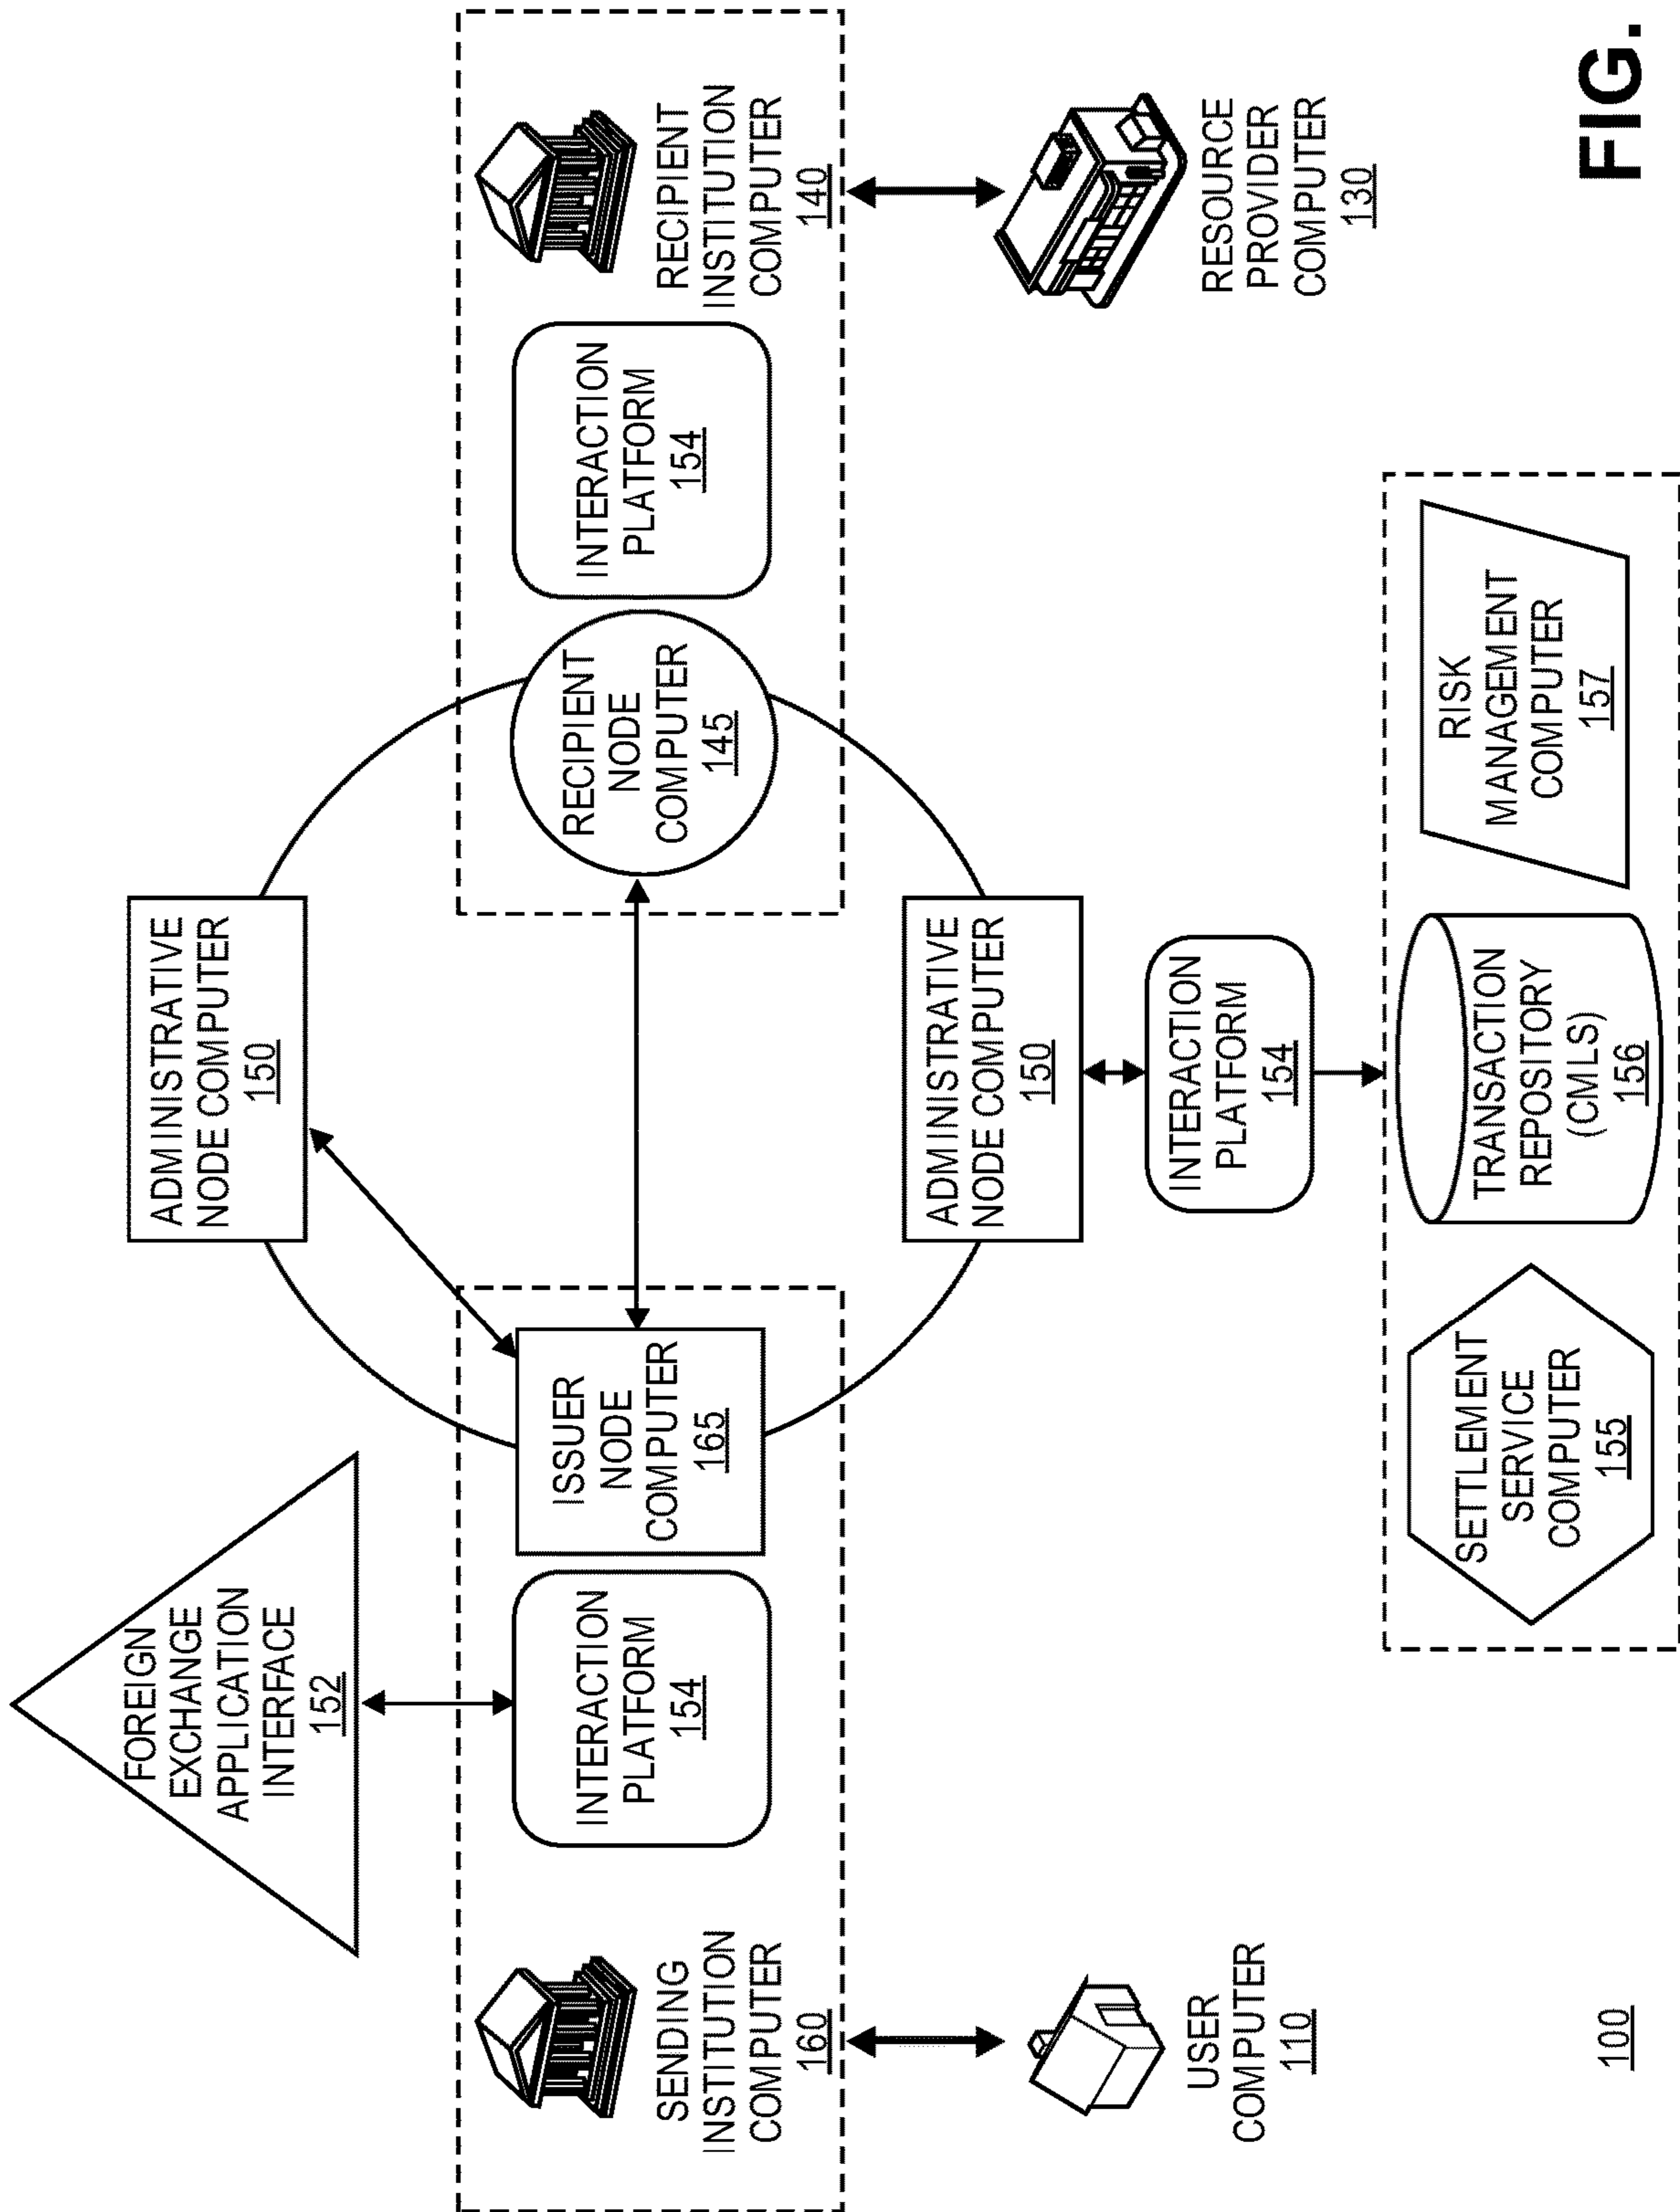 FOREIGN
EXCHANGE
APPLICATION
INTERFACE
152
ADMINISTRATIVE
NODE COMPUTER
150
SENDING
INSTITUTION
COMPUTER
160
INTERACTION
PLATFORM
154
ISSUER
NODE
COMPUTER
165
RECIPIENT
NODE
COMPUTER
145
INTERACTION
PLATFORM
154
RECIPIENT
INSTITUTION
COMPUTER
140
ADMINISTRATIVE
NODE COMPUTER
150
USER
COMPUTER
110
INTERACTION
PLATFORM
154
RESOURCE
PROVIDER
COMPUTER
130
SETTLEMENT
SERVICE
COMPUTER
155
TRANSACTION
REPOSITORY
(CMLS)
156
RISK
MANAGEMENT
COMPUTER
157
100
FIG.